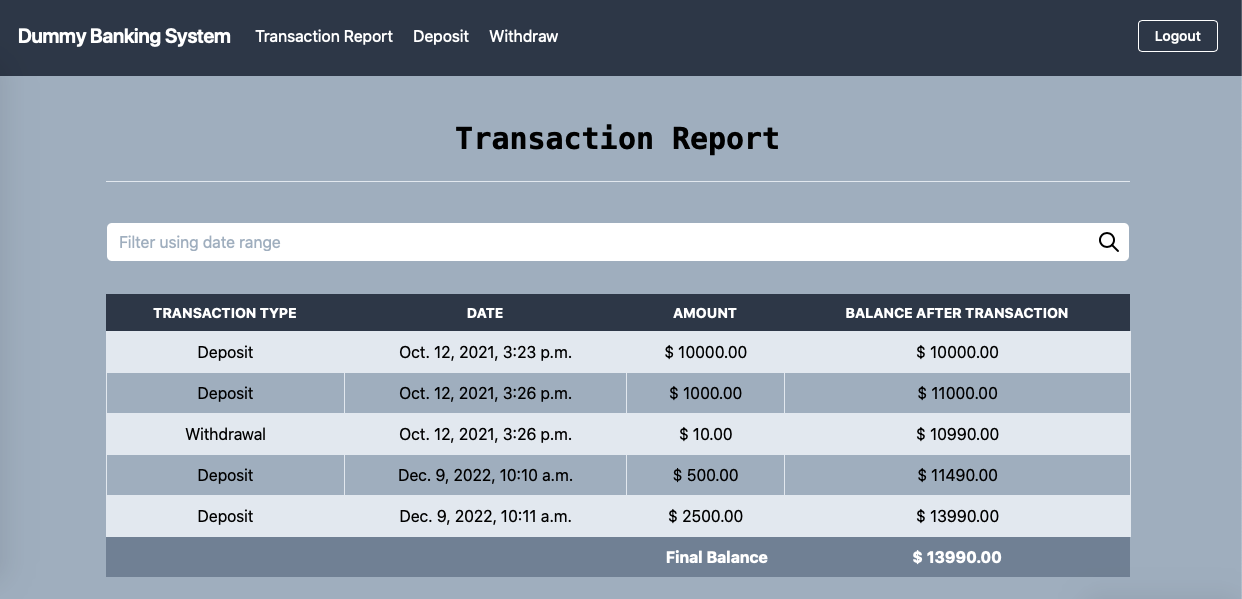 Dummy Banking System Transaction Report Deposit Withdraw Logout
Transaction Report
Filter using date range
TRANSACTION TYPE DATE AMOUNT BALANCE AFTER TRANSACTION
Deposit Oct. 12, 2021, 3:23 p.m. $ 10000.00 $ 10000.00
Deposit Oct. 12, 2021, 3:26 p.m. $ 1000.00 $ 11000.00
Withdrawal Oct. 12, 2021, 3:26 p.m. $ 10.00 $ 10990.00
Deposit Dec. 9, 2022, 10:10 a.m. $ 500.00 $ 11490.00
Deposit Dec. 9, 2022, 10:11 a.m. $ 2500.00 $ 13990.00
Final Balance $ 13990.00